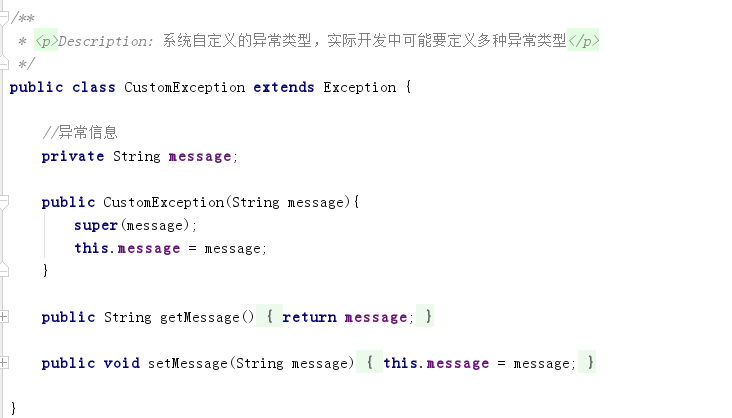 /**
 * <p>Description: 系统自定义的异常类型，实际开发中可能要定义多种异常类型</p>
 */
public class CustomException extends Exception {
    //异常信息
    private String message;
    public CustomException(String message){
        super(message);
        this.message = message;
    }
    public String getMessage() { return message; }
    public void setMessage(String message) { this.message = message; }
}